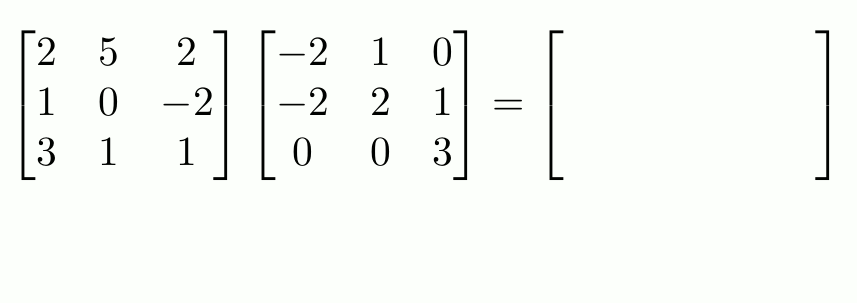 [2 5 2] [−2 1 0] [ ]
[1 0 −2] [−2 2 1] = [ ]
[3 1 1] [0 0 3] [ ]